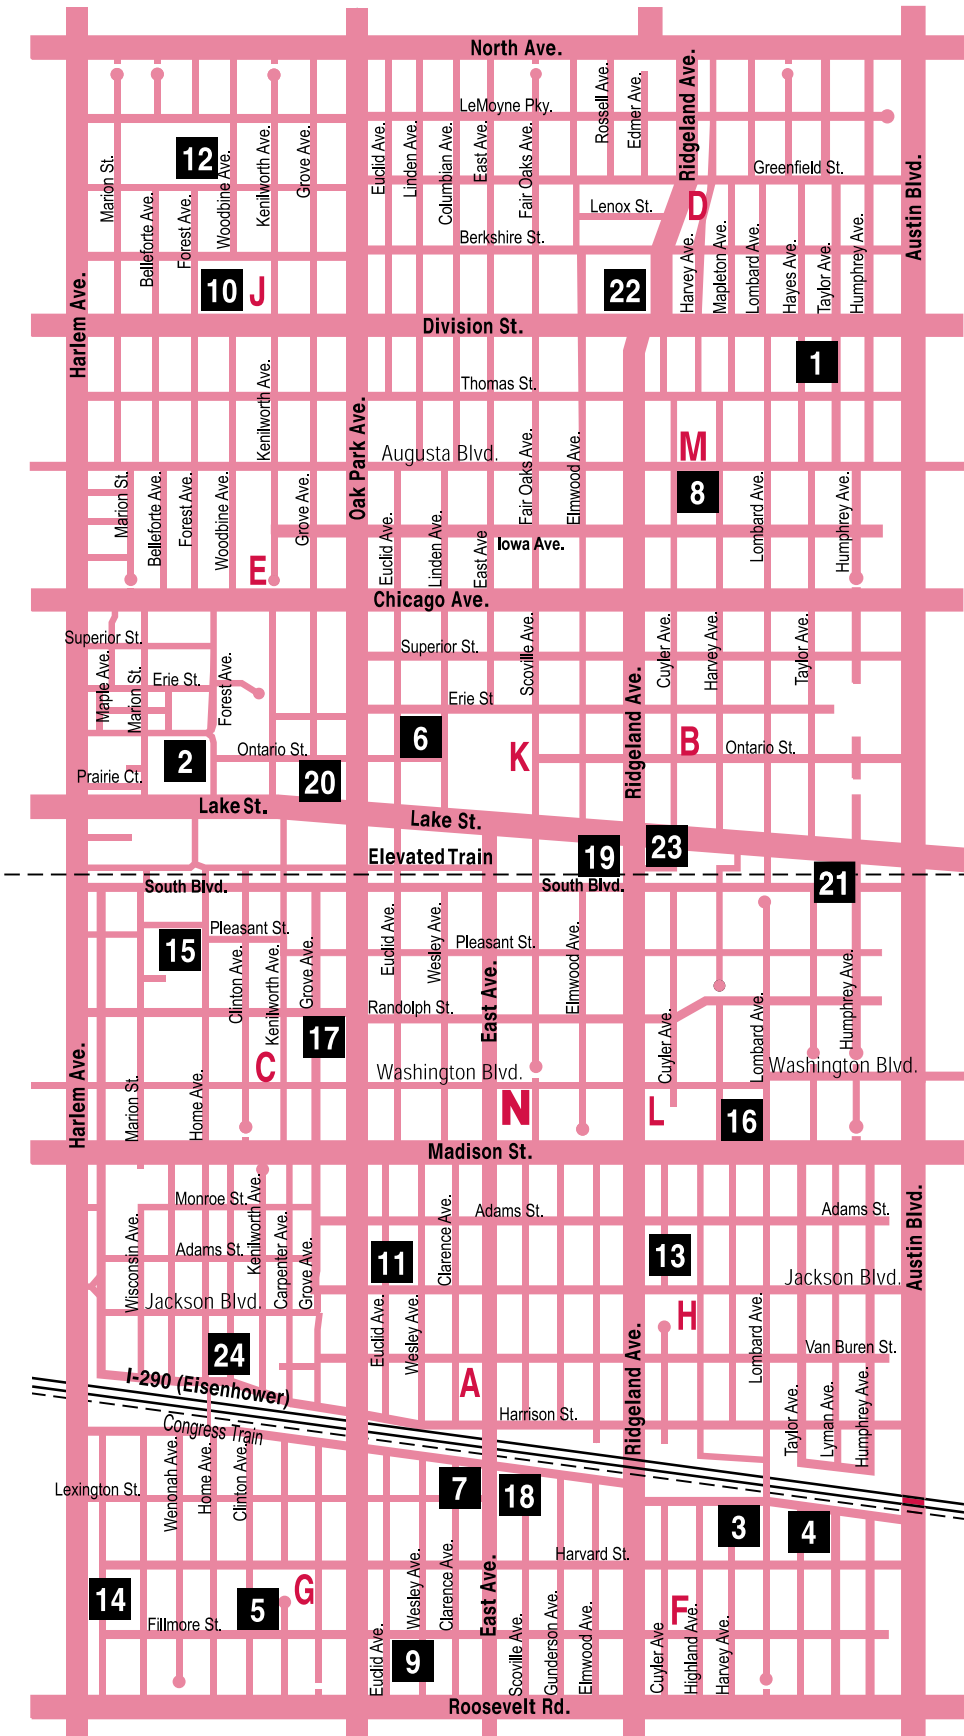 North Ave.
LeMoyne Pky.
Rossell Ave.
Edmer Ave.
Ridgeland Ave.
Marion St.
12
Woodbine Ave.
Kenilworth Ave.
Grove Ave.
Euclid Ave.
Linden Ave.
Columbian Ave.
East Ave.
Fair Oaks Ave.
Greenfield St.
Austin Blvd.
Belleforte Ave.
Forest Ave.
Lenox St.
D
Berkshire St.
Harlem Ave.
10
J
22
Harvey Ave.
Mapleton Ave.
Lombard Ave.
Hayes Ave.
Taylor Ave.
Humphrey Ave.
Division St.
1
Kenilworth Ave.
Thomas St.
Oak Park Ave.
Augusta Blvd.
M
Marion St.
Belleforte Ave.
Forest Ave.
Woodbine Ave.
Grove Ave.
Fair Oaks Ave.
Elmwood Ave.
8
Lombard Ave.
Humphrey Ave.
E
Euclid Ave.
Linden Ave.
East Ave
Iowa Ave.
Chicago Ave.
Superior St.
Superior St.
Scoville Ave.
Cuyler Ave.
Harvey Ave.
Taylor Ave.
Maple Ave.
Marion St.
Erie St.
Forest Ave.
Erie St
Ridgeland Ave.
2
Ontario St.
6
K
B
Ontario St.
Prairie Ct.
20
Lake St.
Lake St.
Elevated Train
19
23
South Blvd.
South Blvd.
21
15
Pleasant St.
Clinton Ave.
Kenilworth Ave.
Grove Ave.
Euclid Ave.
Wesley Ave.
Pleasant St.
East Ave.
Elmwood Ave.
Randolph St.
Cuyler Ave.
Lombard Ave.
Humphrey Ave.
17
C
Washington Blvd.
Washington Blvd.
Harlem Ave.
Marion St.
Home Ave.
N
L
16
Madison St.
Monroe St.
Kenilworth Ave.
Adams St.
Adams St.
Wisconsin Ave.
Adams St.
Carpenter Ave.
Grove Ave.
11
Clarence Ave.
13
Austin Blvd.
Jackson Blvd.
Jackson Blvd.
Euclid Ave.
Wesley Ave.
H
Lombard Ave.
Ridgeland Ave.
24
Van Buren St.
I-290 (Eisenhower)
A
Harrison St.
Taylor Ave.
Lyman Ave.
Humphrey Ave.
Congress Train
Lexington St.
Wenonah Ave.
Home Ave.
Clinton Ave.
7
18
3
4
Harvard St.
14
5
G
Wesley Ave.
Clarence Ave.
East Ave.
F
Fillmore St.
Euclid Ave.
9
Scoville Ave.
Gunderson Ave.
Elmwood Ave.
Cuyler Ave
Highland Ave.
Harvey Ave.
Roosevelt Rd.